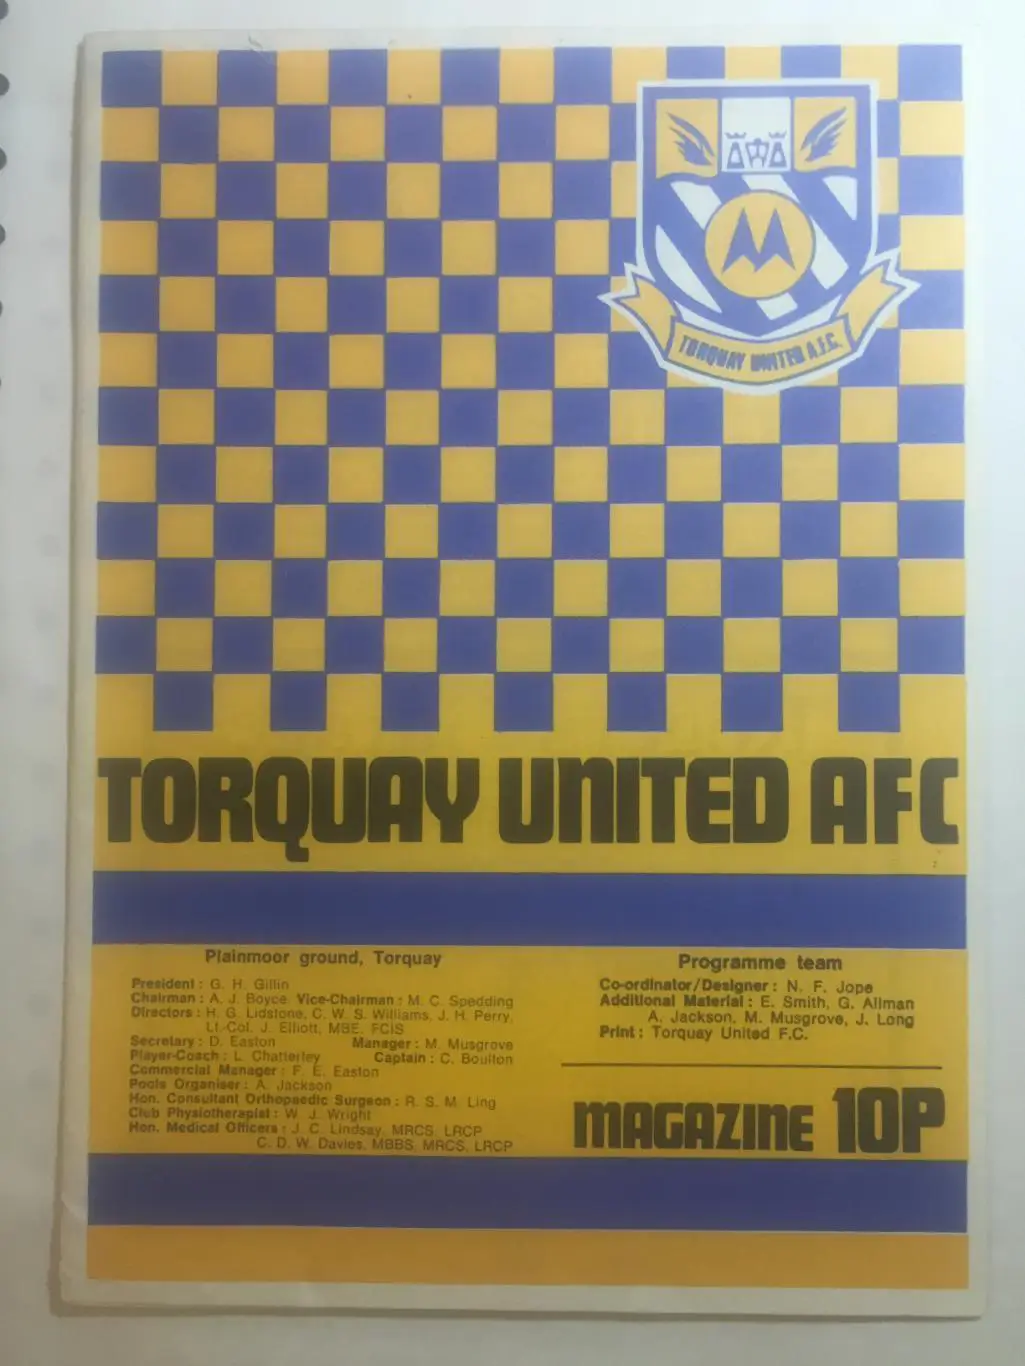 TORQUAY UNITED A.F.C.
TORQUAY UNITED AFC
Plainmoor ground, Torquay
President : G. H. Gillin
Chairman : A. J. Boyce Vice-Chairman : M. C. Spedding
Directors : H. G. Lidstone, C. W. S. Williams, J. H. Perry,
Lt.-Col. J. Elliott, MBE, FCIS
Secretary : D. Easton Manager : M. Musgrove
Player-Coach : L. Chatterley Captain : C. Boulton
Commercial Manager : F. E. Easton
Pools Organiser : A. Jackson
Hon. Consultant Orthopaedic Surgeon : R. S. M. Ling
Club Physiotherapist : W. J. Wright
Hon. Medical Officers : J. C. Lindsay, MRCS, LRCP
C. D. W. Davies, MBBS, MRCS, LRCP
Programme team
Co-ordinator/Designer : N. F. Jope
Additional Material : E. Smith, G. Allman
A. Jackson, M. Musgrove, J. Long
Print : Torquay United F.C.
MAGAZINE 10P